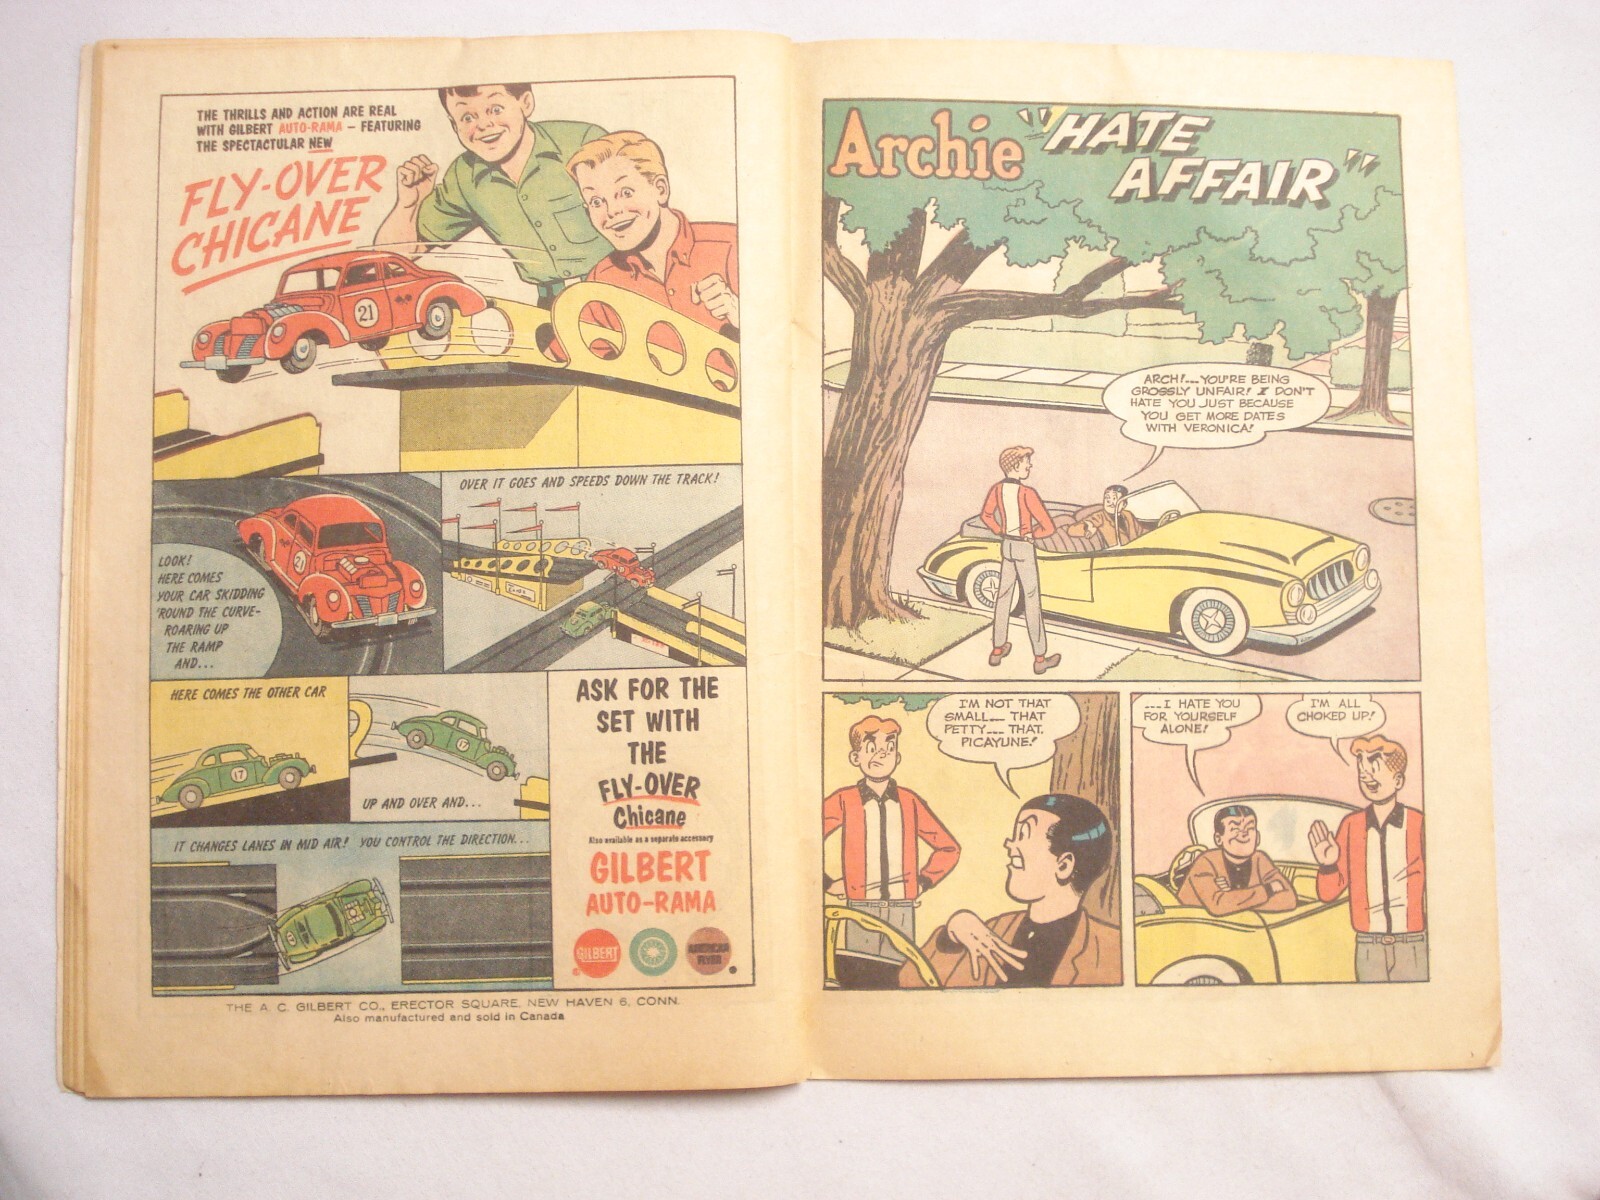 THE THRILLS AND ACTION ARE REAL
WITH GILBERT AUTO-RAMA – FEATURING
THE SPECTACTULAR NEW
FLY-OVER
CHICANE
21
LOOK!
HERE COMES
YOUR CAR SKIDDING
'ROUND THE CURVE-
ROARING UP
THE RAMP
AND...
21
OVER IT GOES AND SPEEDS DOWN THE TRACK!
HERE COMES THE OTHER CAR
17
UP AND OVER AND...
17
IT CHANGES LANES IN MID AIR! YOU CONTROL THE DIRECTION...
ASK FOR THE
SET WITH
THE
FLY-OVER
Chicane
Also available as a separate accessory
GILBERT
AUTO-RAMA
GILBERT
AMERICAN
FLYER
THE A. C. GILBERT CO., ERECTOR SQUARE, NEW HAVEN 6, CONN.
Also manufactured and sold in Canada
Archie "HATE
AFFAIR"
ARCH!---YOU'RE BEING
GROSSLY UNFAIR! I DON'T
HATE YOU JUST BECAUSE
YOU GET MORE DATES
WITH VERONICA!
I'M NOT THAT
SMALL--- THAT
PETTY--- THAT
PICAYUNE!
---I HATE YOU
FOR YOURSELF
ALONE!
I'M ALL
CHOKED UP!